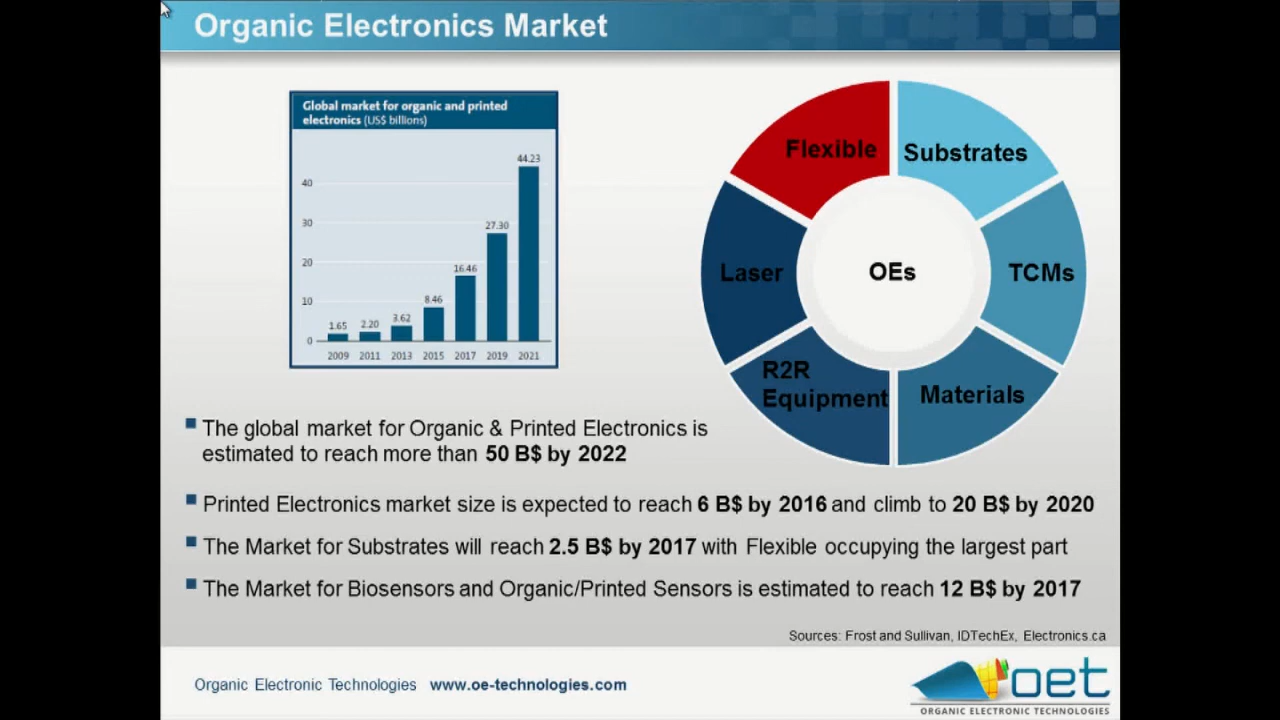 Organic Electronics Market
Global market for organic and printed
electronics (US$ billions)
44.23
40
30
27.30
20
16.46
10
8.46
3.62
2.20
1.65
0
2009 2011 2013 2015 2017 2019 2021
Flexible
Substrates
Laser
OEs
TCMs
R2R
Equipment
Materials
The global market for Organic & Printed Electronics is
estimated to reach more than 50 B$ by 2022
Printed Electronics market size is expected to reach 6 B$ by 2016 and climb to 20 B$ by 2020
The Market for Substrates will reach 2.5 B$ by 2017 with Flexible occupying the largest part
The Market for Biosensors and Organic/Printed Sensors is estimated to reach 12 B$ by 2017
Sources: Frost and Sullivan, IDTechEx, Electronics.ca
Organic Electronic Technologies www.oe-technologies.com
oet
ORGANIC ELECTRONIC TECHNOLOGIES